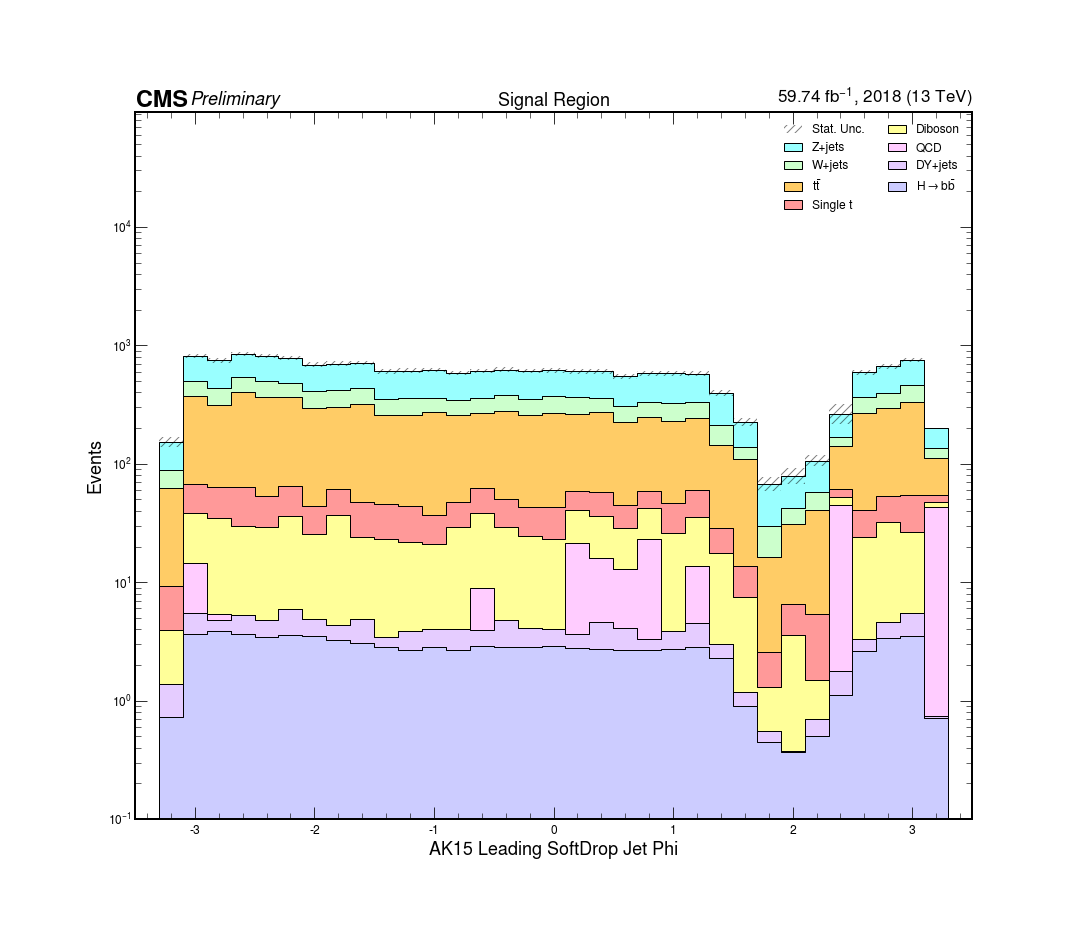 CMS Preliminary Signal Region 59.74 fb⁻¹, 2018 (13 TeV)
Stat. Unc. Diboson
Z+jets QCD
W+jets DY+jets
tt̄ H→bb̄
Single t
10⁴
10³
10²
10¹
10⁰
10⁻¹
Events
-3 -2 -1 0 1 2 3
AK15 Leading SoftDrop Jet Phi